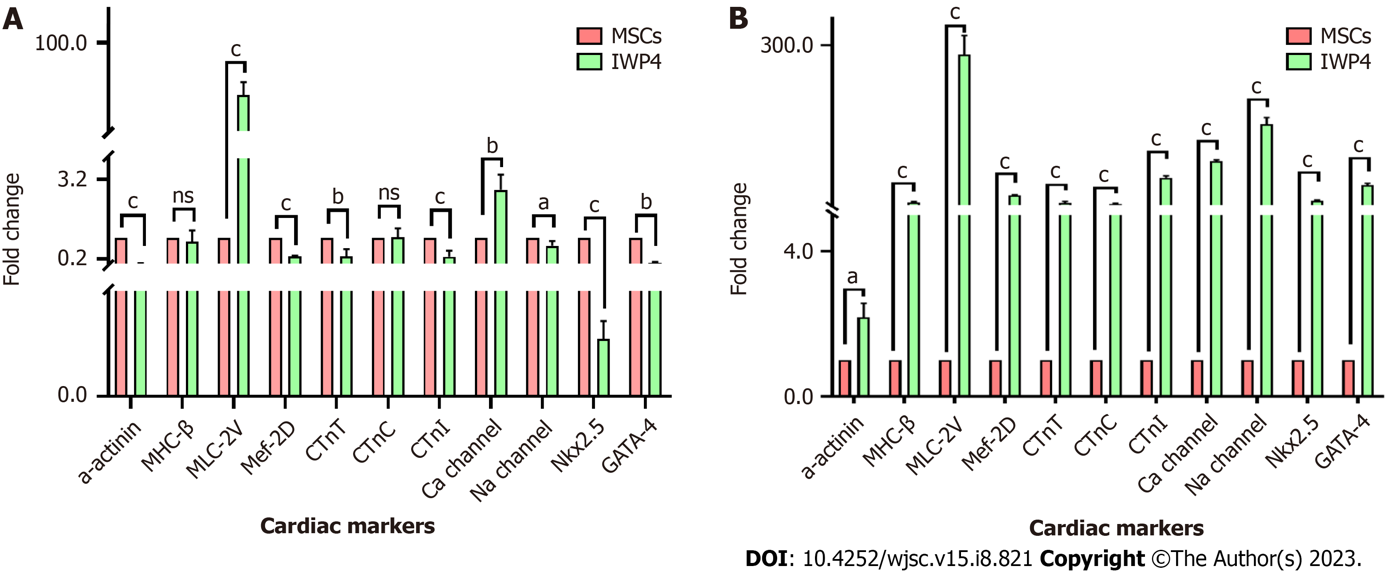 A
100.0
3.2
0.2
0.0
Fold change
MSCs
IWP4
c
ns
c
c
b
ns
c
b
a
c
b
a-actinin
MHC-β
MLC-2V
Mef-2D
CTnT
CTnC
CTnI
Ca channel
Na channel
Nkx2.5
GATA-4
Cardiac markers
B
300.0
4.0
0.0
Fold change
MSCs
IWP4
a
c
c
c
c
c
c
c
c
c
c
a-actinin
MHC-β
MLC-2V
Mef-2D
CTnT
CTnC
CTnI
Ca channel
Na channel
Nkx2.5
GATA-4
Cardiac markers
DOI: 10.4252/wjsc.v15.i8.821 Copyright ©The Author(s) 2023.